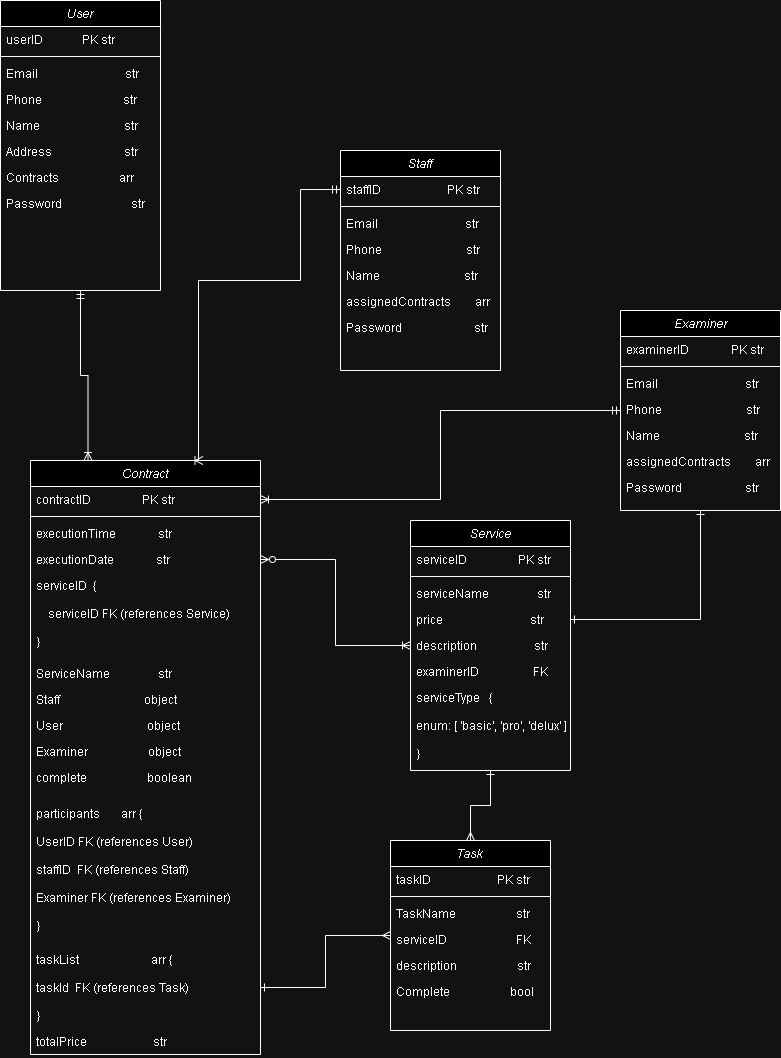 User
userID PK str
Email str
Phone str
Name str
Address str
Contracts arr
Password str
Staff
staffID PK str
Email str
Phone str
Name str
assignedContracts arr
Password str
Examiner
examinerID PK str
Email str
Phone str
Name str
assignedContracts arr
Password str
Contract
contractID PK str
executionTime str
executionDate str
serviceID {
serviceID FK (references Service)
}
ServiceName str
Staff object
User object
Examiner object
complete boolean
participants arr {
UserID FK (references User)
staffID FK (references Staff)
Examiner FK (references Examiner)
}
taskList arr {
taskId FK (references Task)
}
totalPrice str
Service
serviceID PK str
serviceName str
price str
description str
examinerID FK
serviceType {
enum: [ 'basic', 'pro', 'delux' ]
}
Task
taskID PK str
TaskName str
serviceID FK
description str
Complete bool